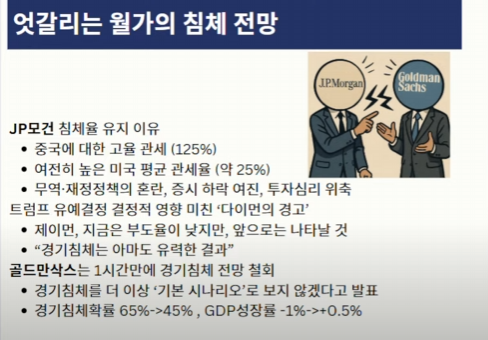 엇갈리는 월가의 침체 전망
J.P.Morgan
Goldman
Sachs
JP모건 침체율 유지 이유
• 중국에 대한 고율 관세 (125%)
• 여전히 높은 미국 평균 관세율 (약 25%)
• 무역·재정정책의 혼란, 증시 하락 여진, 투자심리 위축
트럼프 유예결정 결정적 영향 미친 ‘다이먼의 경고’
• 제이먼, 지금은 부도율이 낮지만, 앞으로는 나타날 것
• “경기침체는 아마도 유력한 결과”
골드만삭스는 1시간만에 경기침체 전망 철회
• 경기침체를 더 이상 ‘기본 시나리오’로 보지 않겠다고 발표
• 경기침체확률 65%->45% , GDP성장률 -1%->+0.5%